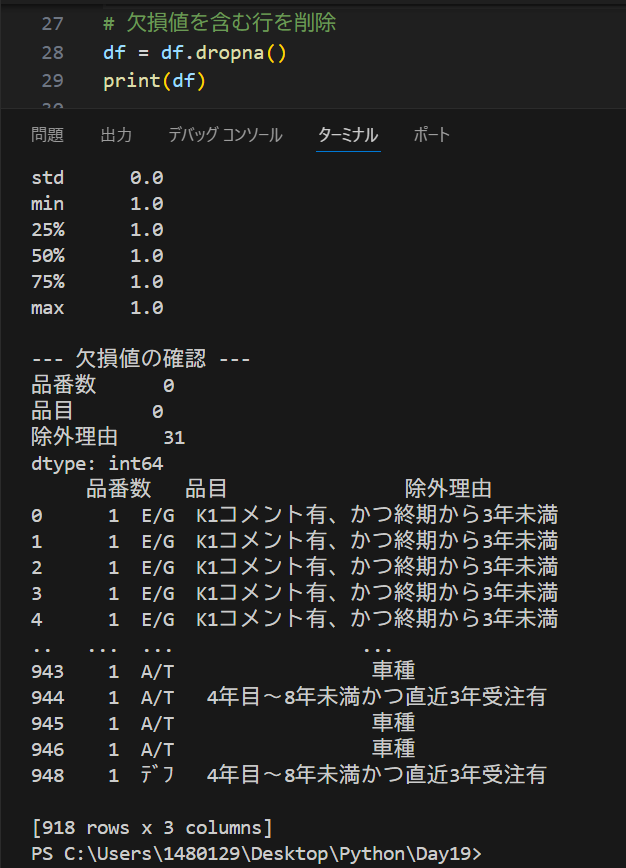 27 # 欠損値を含む行を削除
28 df = df.dropna()
29 print(df)
30
問題 出力 デバッグ コンソール ターミナル ポート
std 0.0
min 1.0
25% 1.0
50% 1.0
75% 1.0
max 1.0
--- 欠損値の確認 ---
品番数 0
品目 0
除外理由 31
dtype: int64
品番数 品目 除外理由
0 1 E/G K1コメント有、かつ終期から3年未満
1 1 E/G K1コメント有、かつ終期から3年未満
2 1 E/G K1コメント有、かつ終期から3年未満
3 1 E/G K1コメント有、かつ終期から3年未満
4 1 E/G K1コメント有、かつ終期から3年未満
.. ... ... ...
943 1 A/T 車種
944 1 A/T 4年目～8年未満かつ直近3年受注有
945 1 A/T 車種
946 1 A/T 車種
948 1 ﾃﾞﾌ 4年目～8年未満かつ直近3年受注有
[918 rows x 3 columns]
PS C:\Users\1480129\Desktop\Python\Day19>